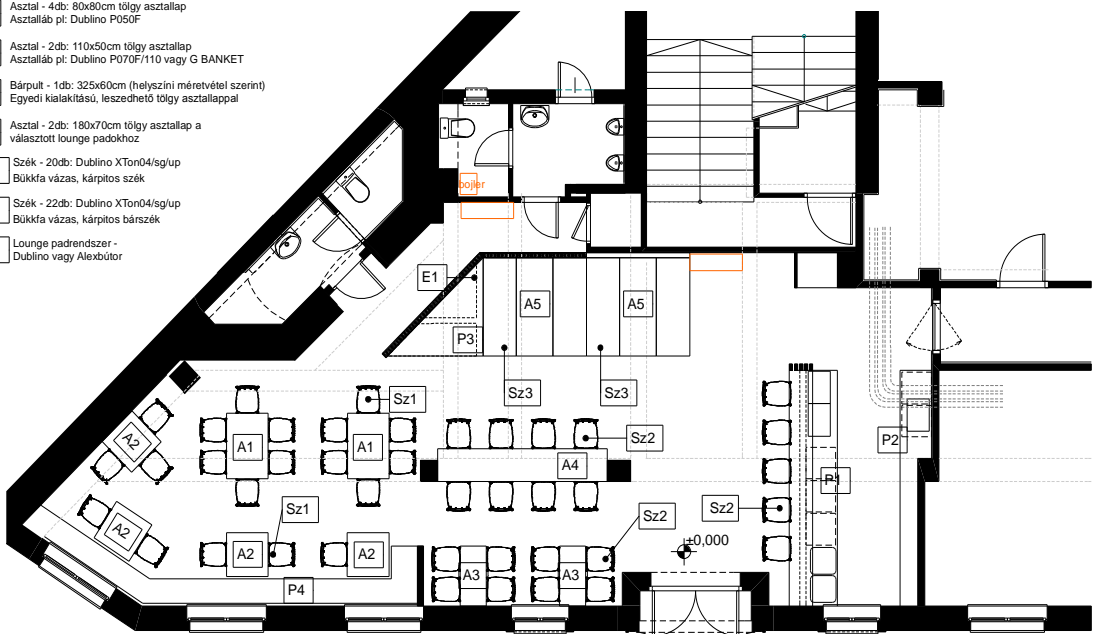 Asztal - 4db: 80x80cm tölgy asztallap
Asztalláb pl: Dublino P050F
Asztal - 2db: 110x50cm tölgy asztallap
Asztalláb pl: Dublino P070F/110 vagy G BANKET
Bárpult - 1db: 325x60cm (helyszíni méretvétel szerint)
Egyedi kialakítású, leszedhető tölgy asztallappal
Asztal - 2db: 180x70cm tölgy asztallap a
választott lounge padokhoz
Szék - 20db: Dublino XTon04/sg/up
Bükkfa vázas, kárpitos szék
Szék - 22db: Dublino XTon04/sg/up
Bükkfa vázas, kárpitos bárszék
Lounge padrendszer -
Dublino vagy Alexbútor
bojler
E1
A5
A5
P3
Sz3
Sz3
Sz1
A2
A1
A1
Sz2
A4
P2
P1
Sz1
Sz2
Sz2
A2
A2
A2
±0,000
A3
A3
P4